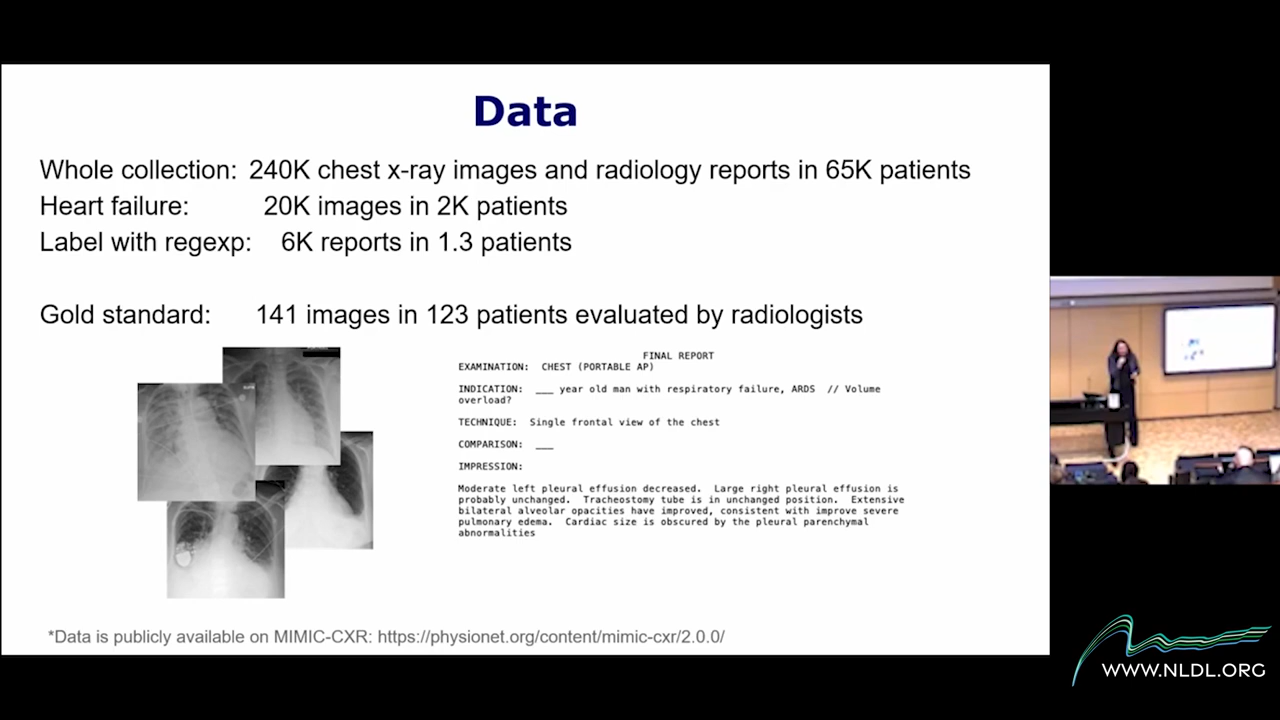 Data
Whole collection: 240K chest x-ray images and radiology reports in 65K patients
Heart failure: 20K images in 2K patients
Label with regexp: 6K reports in 1.3 patients
Gold standard: 141 images in 123 patients evaluated by radiologists
FINAL REPORT
EXAMINATION: CHEST (PORTABLE AP)
INDICATION: ___ year old man with respiratory failure, ARDS // Volume
overload?
TECHNIQUE: Single frontal view of the chest
COMPARISON: ___
IMPRESSION:
Moderate left pleural effusion decreased. Large right pleural effusion is
probably unchanged. Tracheostomy tube is in unchanged position. Extensive
bilateral alveolar opacities have improved, consistent with improve severe
pulmonary edema. Cardiac size is obscured by the pleural parenchymal
abnormalities
*Data is publicly available on MIMIC-CXR: https://physionet.org/content/mimic-cxr/2.0.0/
WWW.NLDL.ORG